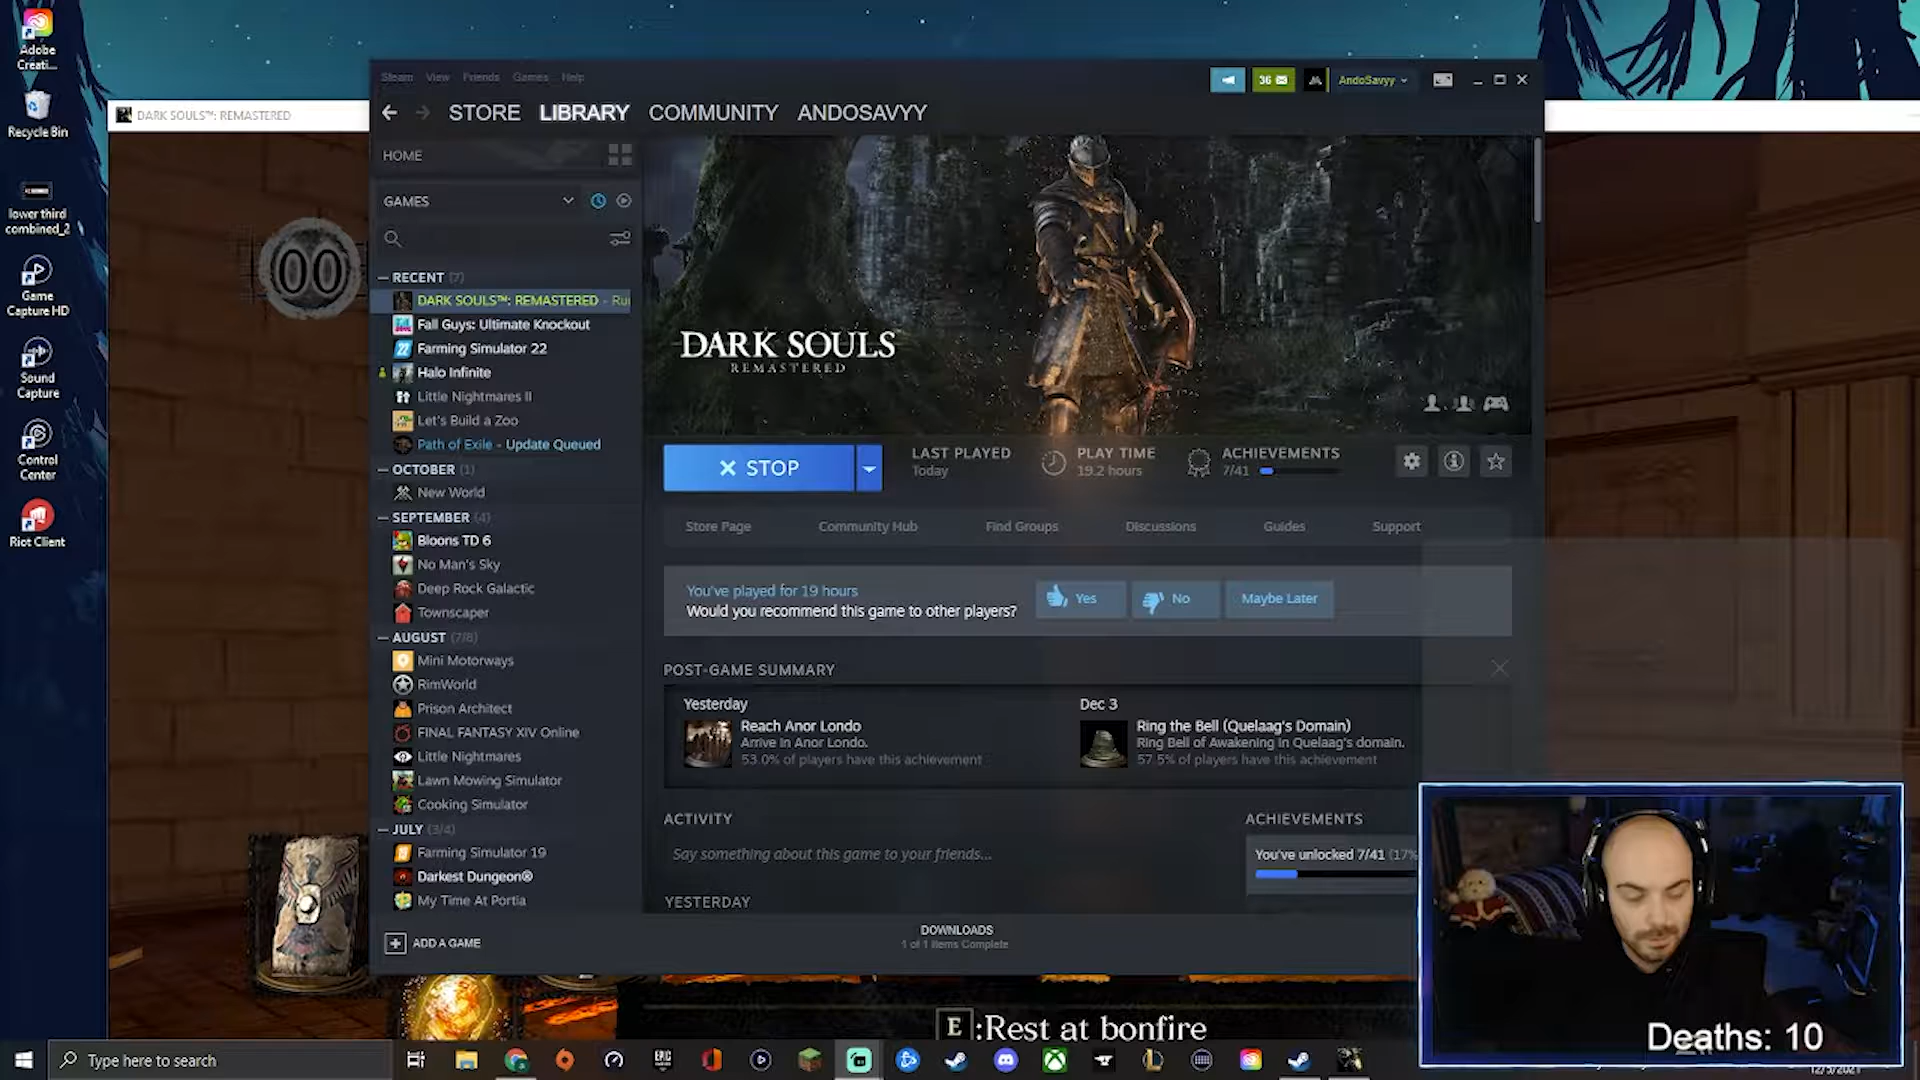 Adobe
Creati...
Recycle Bin
lower third
combined_2
Game
Capture HD
Sound
Capture
Control
Center
Riot Client
DARK SOULS™: REMASTERED
00
Steam View Friends Games Help
36
AndoSavyy
STORE LIBRARY COMMUNITY ANDOSAVYY
HOME
GAMES
RECENT (7)
DARK SOULS™: REMASTERED - Run
Fall Guys: Ultimate Knockout
Farming Simulator 22
Halo Infinite
Little Nightmares II
Let's Build a Zoo
Path of Exile - Update Queued
OCTOBER (1)
New World
SEPTEMBER (4)
Bloons TD 6
No Man's Sky
Deep Rock Galactic
Townscaper
AUGUST (7/8)
Mini Motorways
RimWorld
Prison Architect
FINAL FANTASY XIV Online
Little Nightmares
Lawn Mowing Simulator
Cooking Simulator
JULY (3/4)
Farming Simulator 19
Darkest Dungeon®
My Time At Portia
ADD A GAME
DARK SOULS
REMASTERED
STOP
LAST PLAYED
Today
PLAY TIME
19.2 hours
ACHIEVEMENTS
7/41
Store Page Community Hub Find Groups Discussions Guides Support
You've played for 19 hours
Would you recommend this game to other players?
Yes No Maybe Later
POST-GAME SUMMARY
Yesterday
Reach Anor Londo
Arrive in Anor Londo.
53.0% of players have this achievement
Dec 3
Ring the Bell (Quelaag's Domain)
Ring Bell of Awakening in Quelaag's domain.
57.5% of players have this achievement
ACTIVITY
Say something about this game to your friends...
YESTERDAY
ACHIEVEMENTS
You've unlocked 7/41 (17%
DOWNLOADS
1 of 1 Items Complete
E:Rest at bonfire
Deaths: 10
Type here to search
EPIC